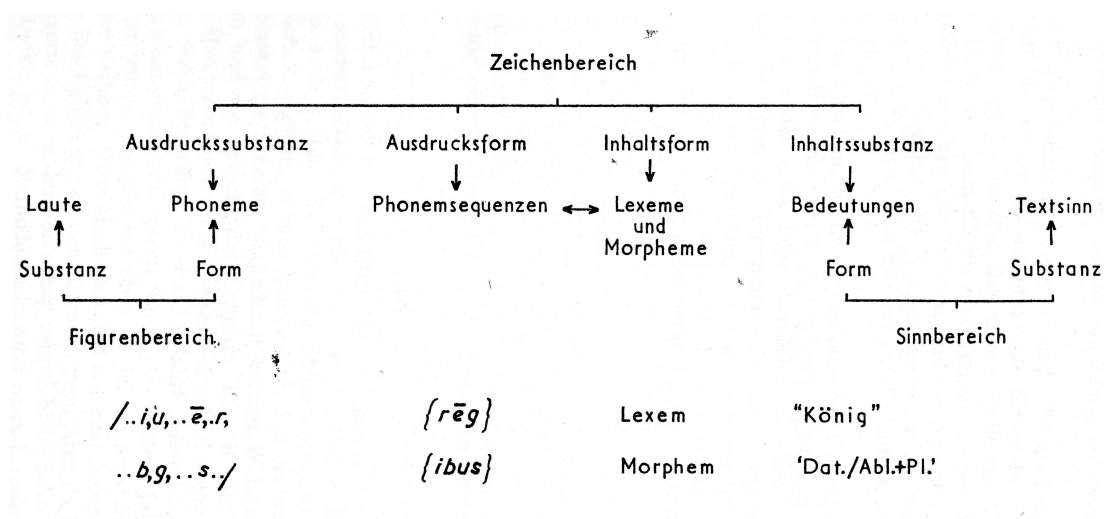 Zeichenbereich
Ausdruckssubstanz Ausdrucksform Inhaltsform Inhaltssubstanz
Laute Phoneme Phonemsequenzen Lexeme Bedeutungen Textsinn
und
Morpheme
Substanz Form Form Substanz
Figurenbereich Sinnbereich
/..i,u,..ē,.r, {rēg} Lexem "König"
..b,g,..s../ {ibus} Morphem 'Dat./Abl.+Pl.'